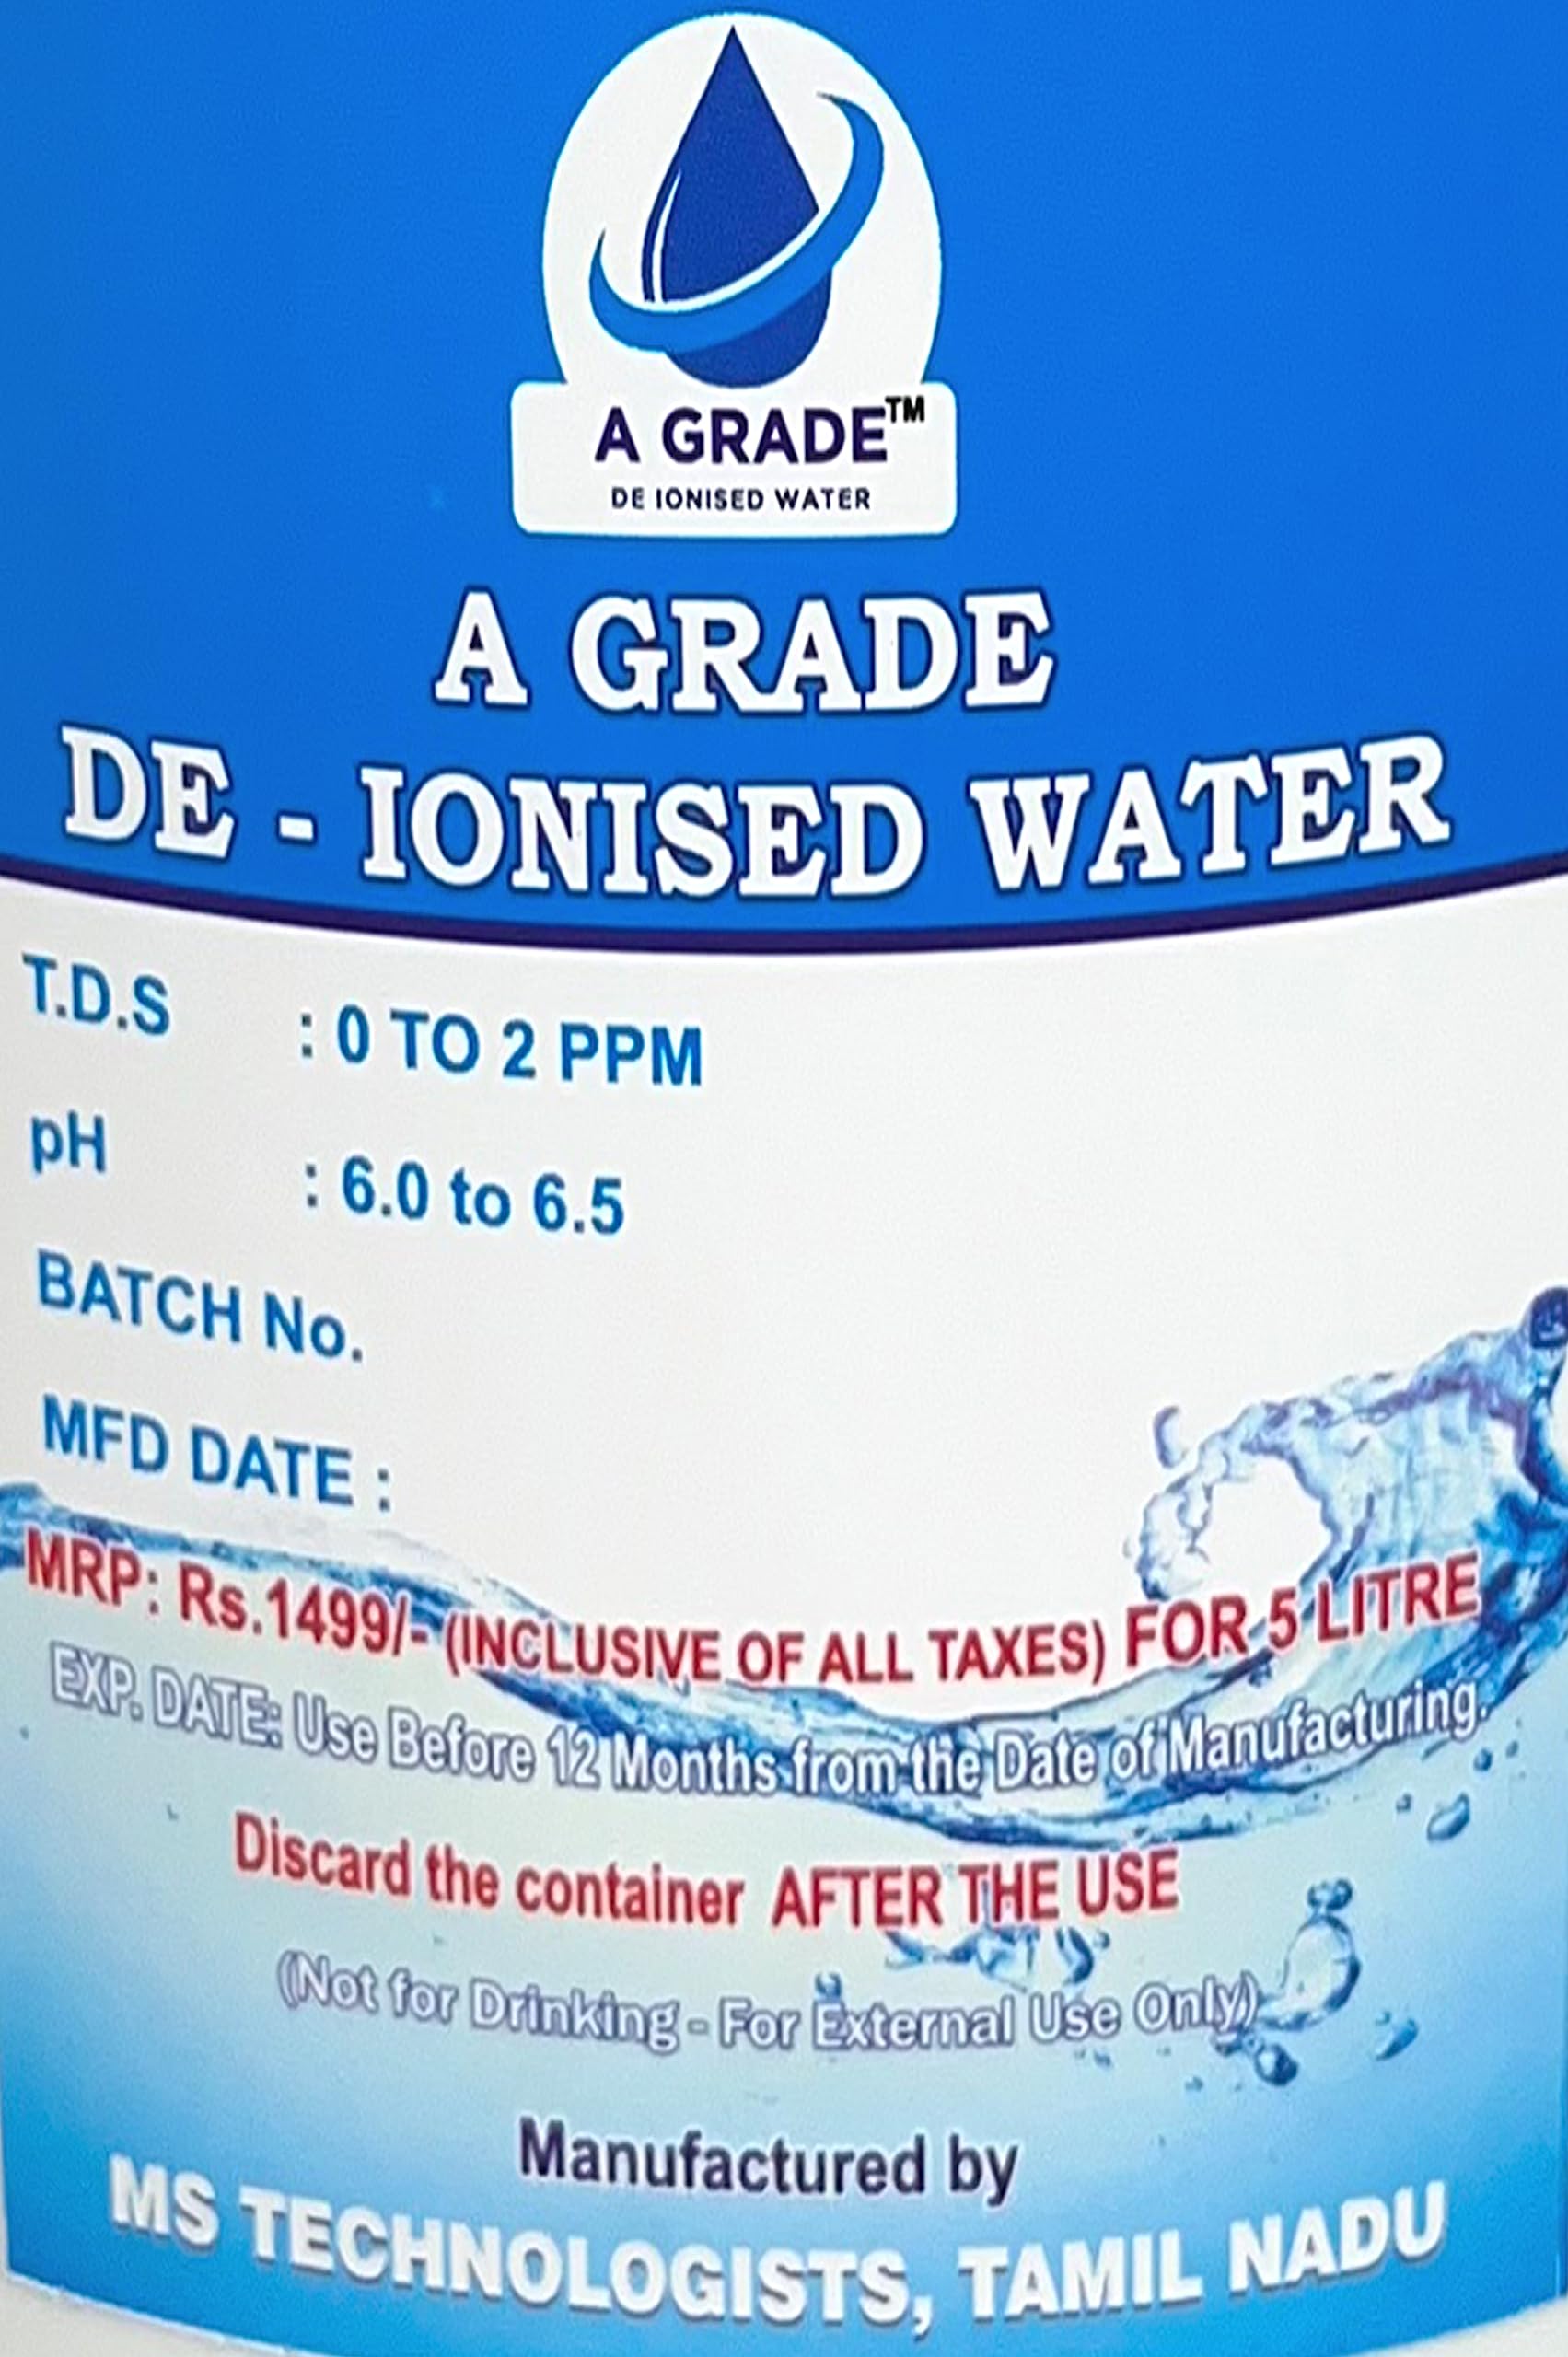 A GRADE™
DE IONISED WATER
A GRADE
DE - IONISED WATER
T.D.S : 0 TO 2 PPM
pH : 6.0 to 6.5
BATCH No.
MFD DATE :
MRP: Rs.1499/- (INCLUSIVE OF ALL TAXES) FOR 5 LITRE
EXP. DATE: Use Before 12 Months from the Date of Manufacturing.
Discard the container AFTER THE USE
(Not for Drinking - For External Use Only)
Manufactured by
MS TECHNOLOGISTS, TAMIL NADU